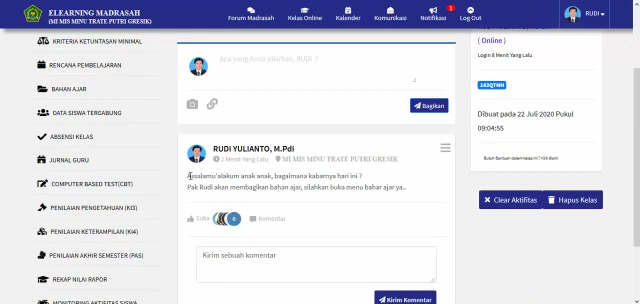 ELEARNING MADRASAH
(MI MIS MINU TRATE PUTRI GRESIK)
Forum Madrasah
Kelas Online
Kalender
Komunikasi
1
Notifikasi
Log Out
RUDI
KRITERIA KETUNTASAN MINIMAL
RENCANA PEMBELAJARAN
BAHAN AJAR
DATA SISWA TERGABUNG
ABSENSI KELAS
JURNAL GURU
COMPUTER BASED TEST(CBT)
PENILAIAN PENGETAHUAN (KI3)
PENILAIAN KETERAMPILAN (KI4)
PENILAIAN AKHIR SEMESTER (PAS)
REKAP NILAI RAPOR
MONITORING AKTIFITAS SISWA
Apa yang Anda pikirkan, RUDI ?
Bagikan
RUDI YULIANTO, M.PdI
2 Menit Yang Lalu
MI MIS MINU TRATE PUTRI GRESIK
Assalamu'alakum anak anak, bagaimana kabarnya hari ini ?
Pak Rudi akan membagikan bahan ajar, silahkan buka menu bahar ajar ya..
Suka
0
Komentar
Kirim sebuah komentar
Kirim Komentar
( Online )
Login 8 Menit Yang Lalu
143QTNH
Dibuat pada 22 Juli 2020 Pukul
09:04:55
Clear Aktifitas
Hapus Kelas